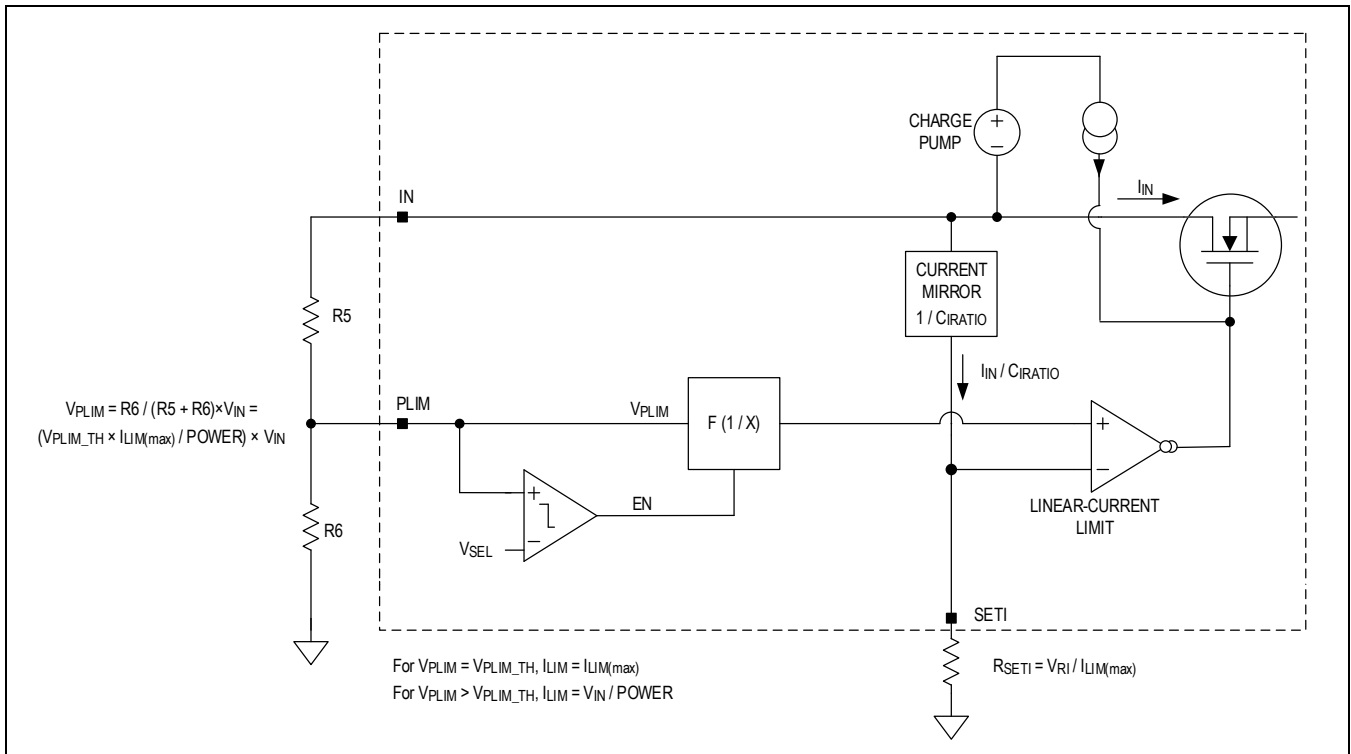 CHARGE
PUMP
+
−
IN
IIN
CURRENT
MIRROR
1 / CIRATIO
R5
IIN / CIRATIO
VPLIM = R6 / (R5 + R6)×VIN =
(VPLIM_TH × ILIM(max) / POWER) × VIN
PLIM
VPLIM
F (1 / X)
+
−
LINEAR-CURRENT
LIMIT
+
−
EN
VSEL
R6
SETI
RSETI = VRI / ILIM(max)
For VPLIM = VPLIM_TH, ILIM = ILIM(max)
For VPLIM > VPLIM_TH, ILIM = VIN / POWER